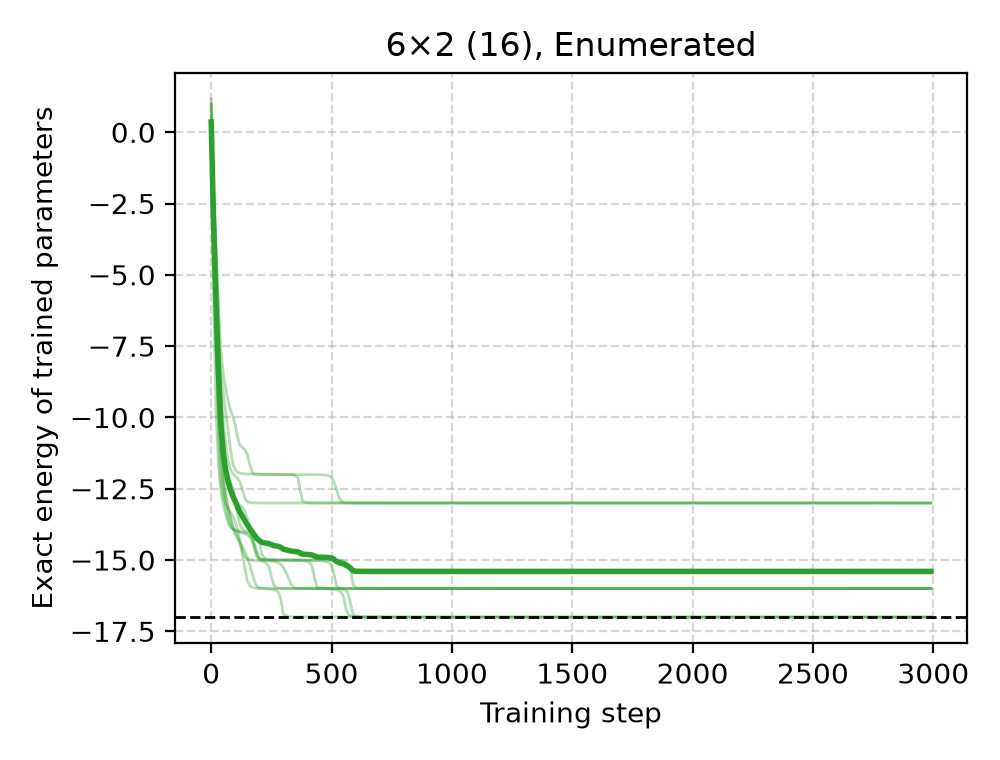 6×2 (16), Enumerated
Exact energy of trained parameters
0.0
−2.5
−5.0
−7.5
−10.0
−12.5
−15.0
−17.5
0 500 1000 1500 2000 2500 3000
Training step